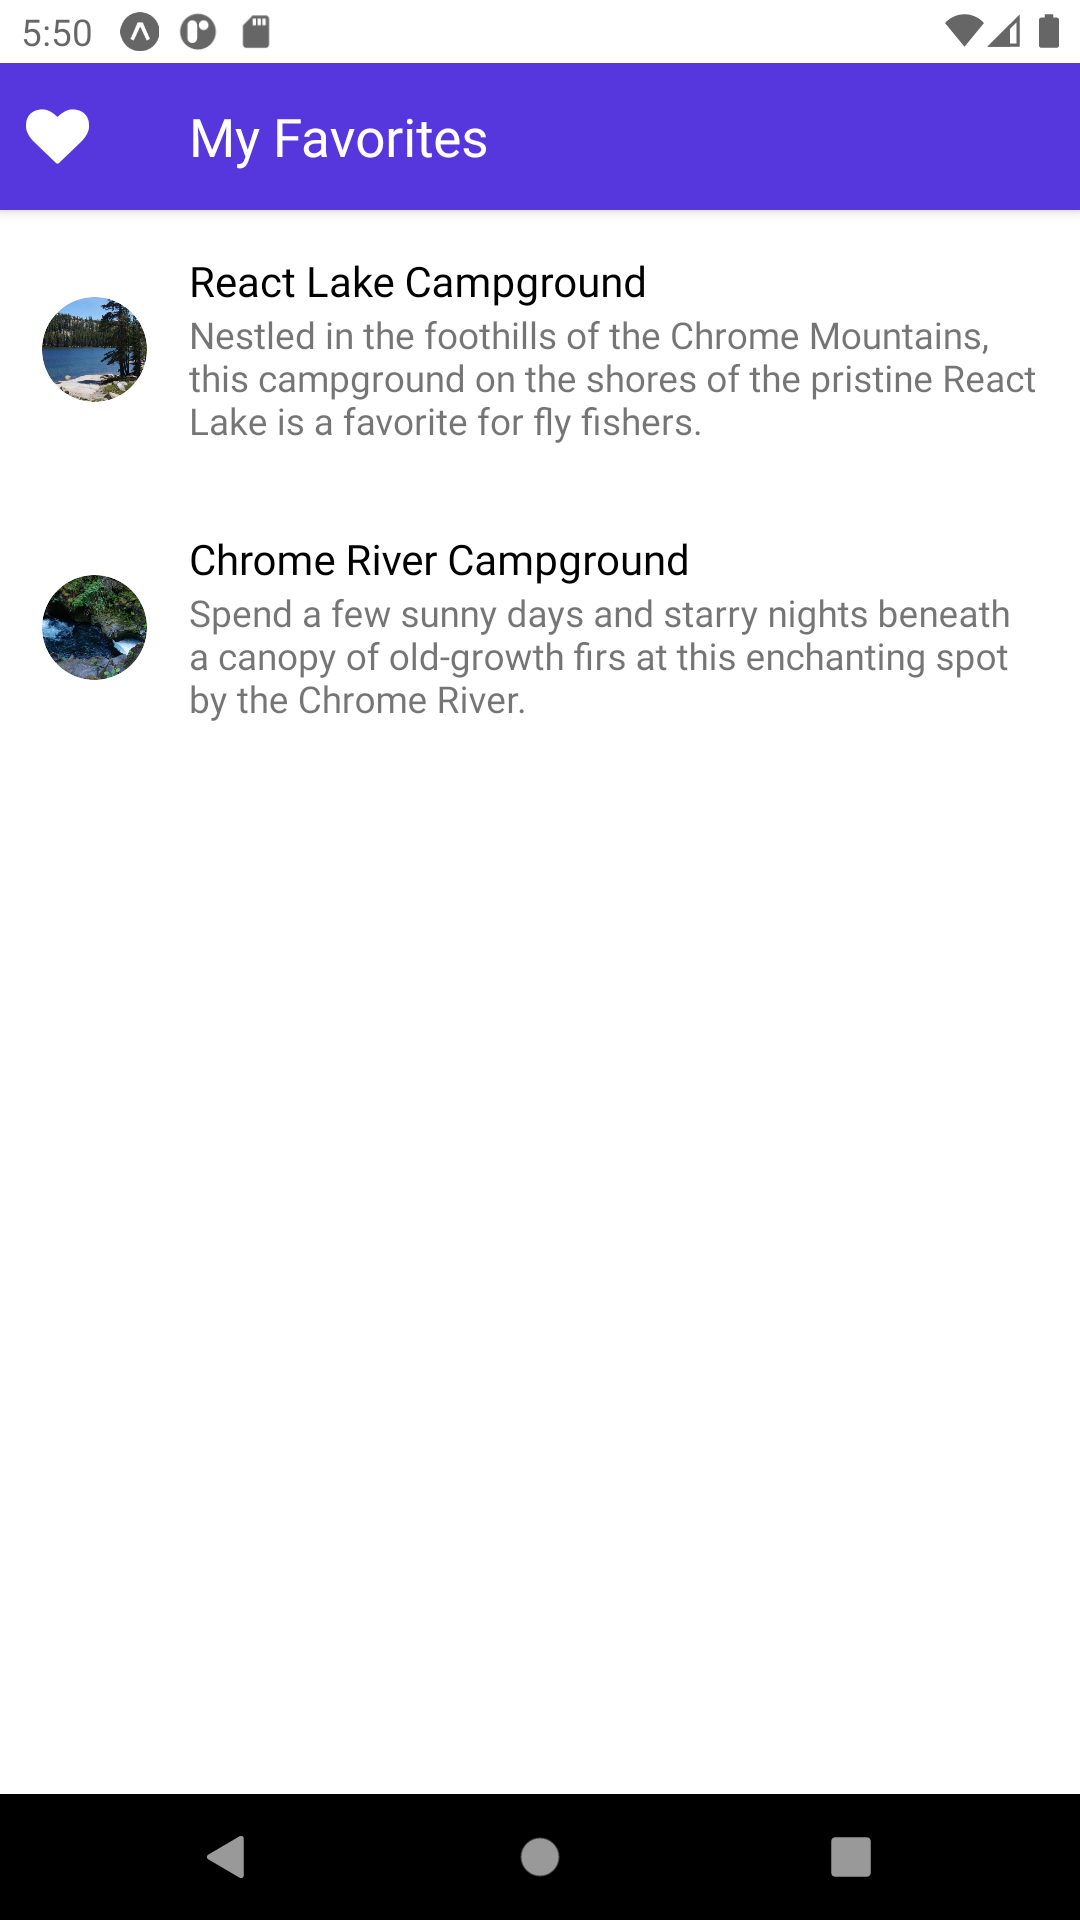 5:50
My Favorites
React Lake Campground
Nestled in the foothills of the Chrome Mountains,
this campground on the shores of the pristine React
Lake is a favorite for fly fishers.
Chrome River Campground
Spend a few sunny days and starry nights beneath
a canopy of old-growth firs at this enchanting spot
by the Chrome River.